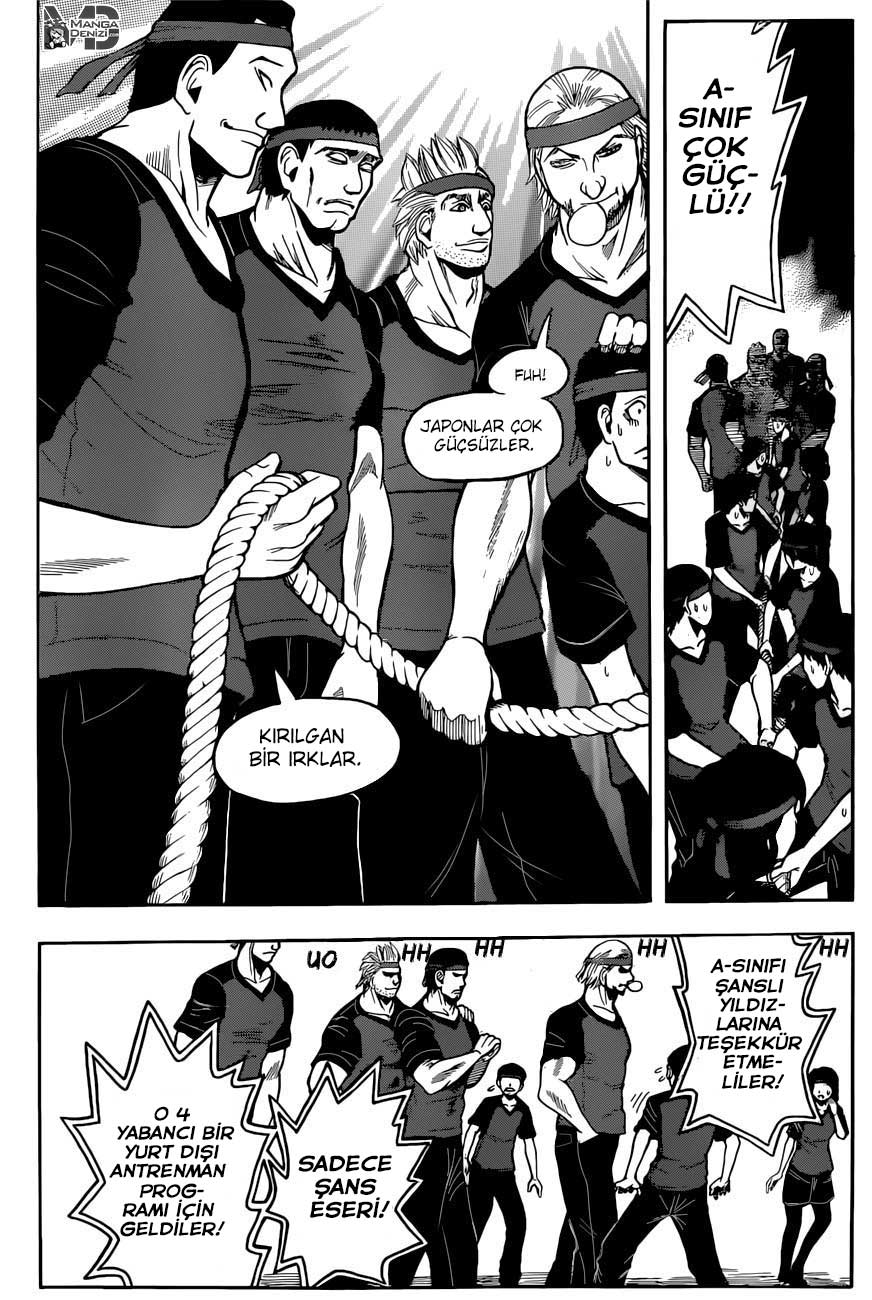 MANGA
DENİZİ
A-
SINIF
ÇOK
GÜÇ-
LÜ!!
FUH!
JAPONLAR ÇOK
GÜÇSÜZLER.
KIRILGAN
BİR IRKLAR.
UO
HH
HH
HH
HH
A-SINIFI
ŞANSLI
YILDIZ-
LARINA
TEŞEKKÜR
ETME-
LİLER!
SADECE
ŞANS
ESERİ!
O 4
YABANCI BİR
YURT DIŞI
ANTRENMAN
PROG-
RAMI İÇİN
GELDİLER!